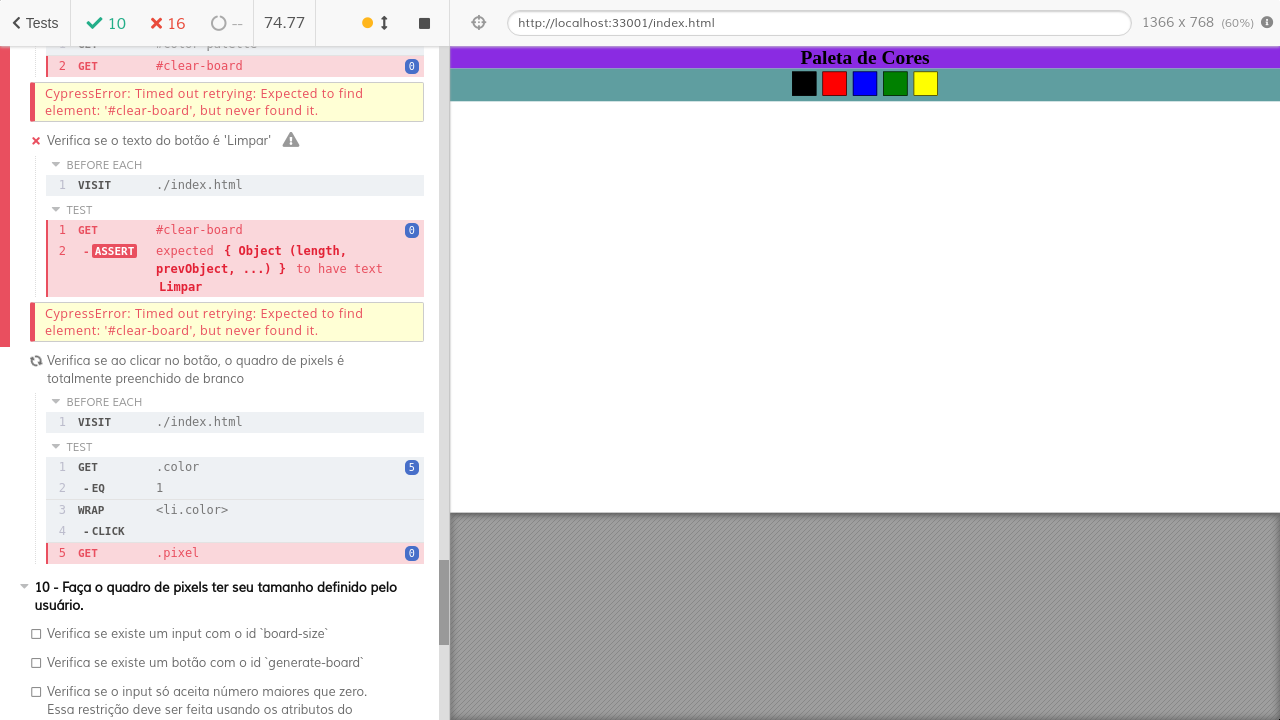 Tests
10
16
--
74.77
http://localhost:33001/index.html
1366 x 768 (60%)
1 GET #color-palette
2 GET #clear-board 0
CypressError: Timed out retrying: Expected to find
element: '#clear-board', but never found it.
Verifica se o texto do botão é 'Limpar'
BEFORE EACH
1 VISIT ./index.html
TEST
1 GET #clear-board 0
2 -ASSERT expected { Object (length,
prevObject, ...) } to have text
Limpar
CypressError: Timed out retrying: Expected to find
element: '#clear-board', but never found it.
Verifica se ao clicar no botão, o quadro de pixels é
totalmente preenchido de branco
BEFORE EACH
1 VISIT ./index.html
TEST
1 GET .color 5
2 -EQ 1
3 WRAP <li.color>
4 -CLICK
5 GET .pixel 0
10 - Faça o quadro de pixels ter seu tamanho definido pelo
usuário.
Verifica se existe um input com o id `board-size`
Verifica se existe um botão com o id `generate-board`
Verifica se o input só aceita número maiores que zero.
Essa restrição deve ser feita usando os atributos do
Paleta de Cores